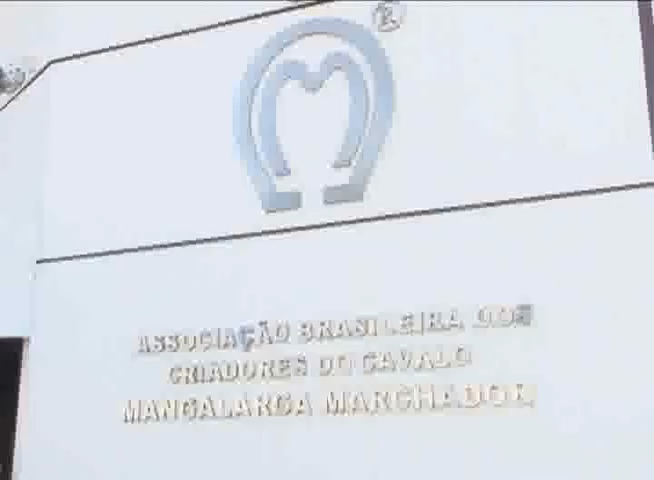 ASSOCIAÇÃO BRASILEIRA DOS
CRIADORES DO CAVALO
MANGALARGA MARCHADOR